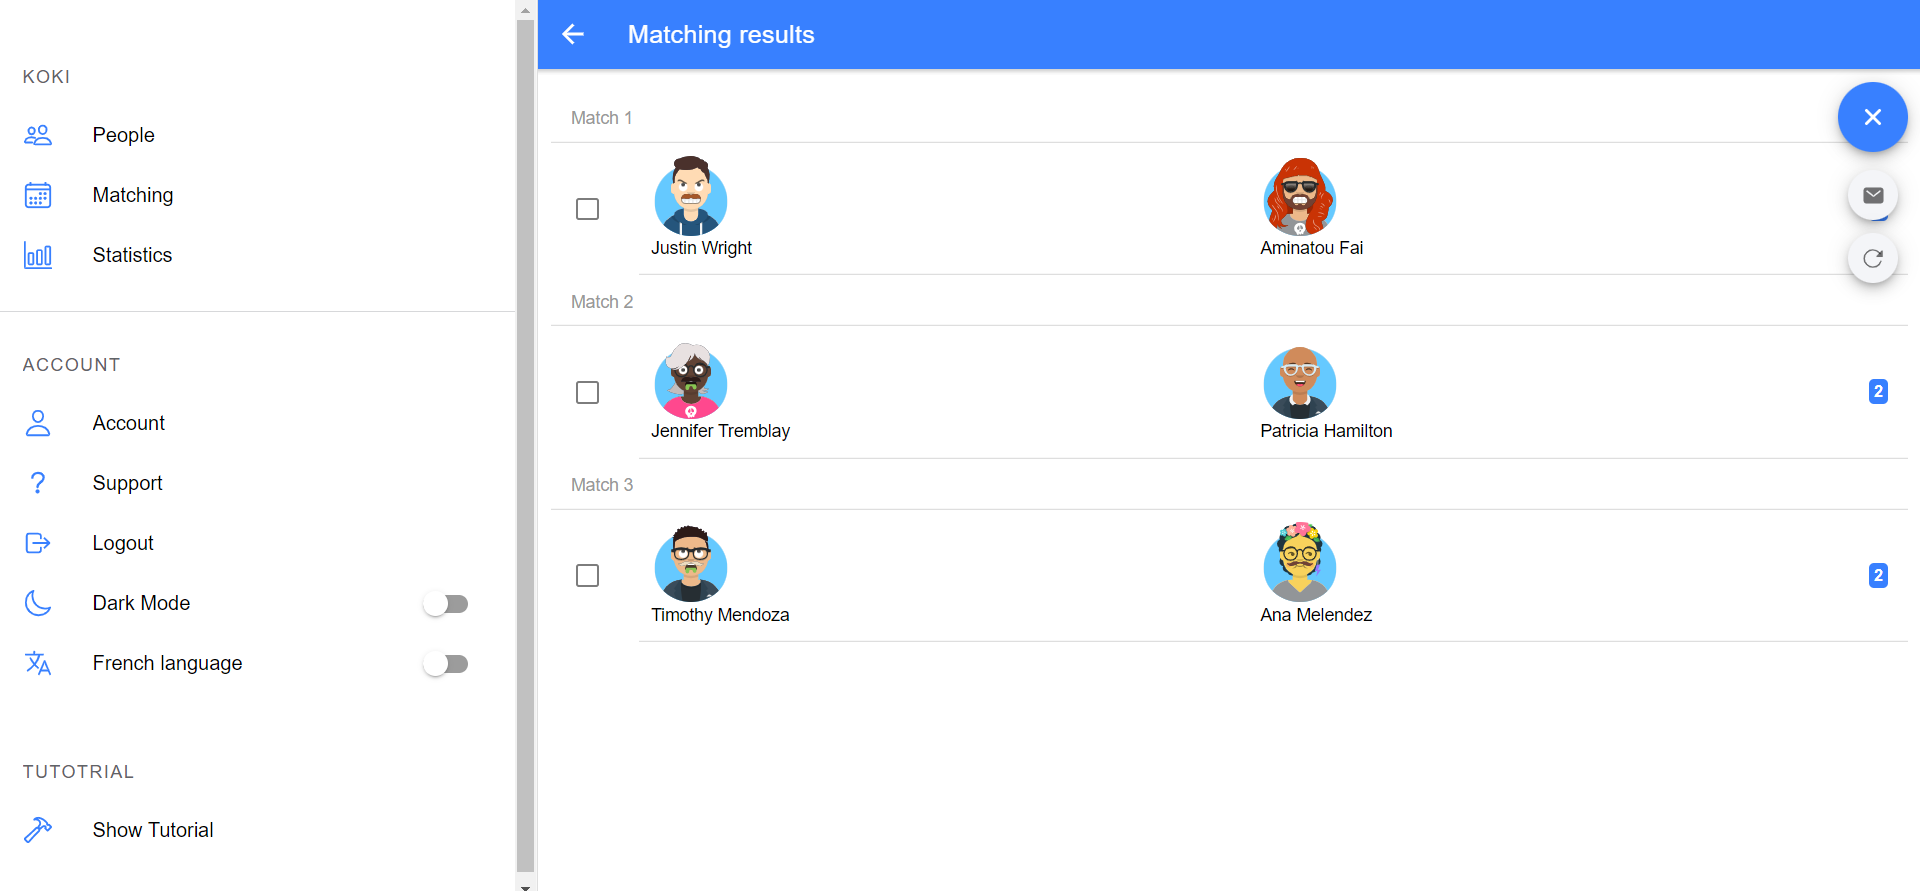 KOKI
People
Matching
Statistics
ACCOUNT
Account
Support
Logout
Dark Mode
French language
TUTOTRIAL
Show Tutorial
Matching results
Match 1
Justin Wright
Aminatou Fai
Match 2
Jennifer Tremblay
Patricia Hamilton
2
Match 3
Timothy Mendoza
Ana Melendez
2